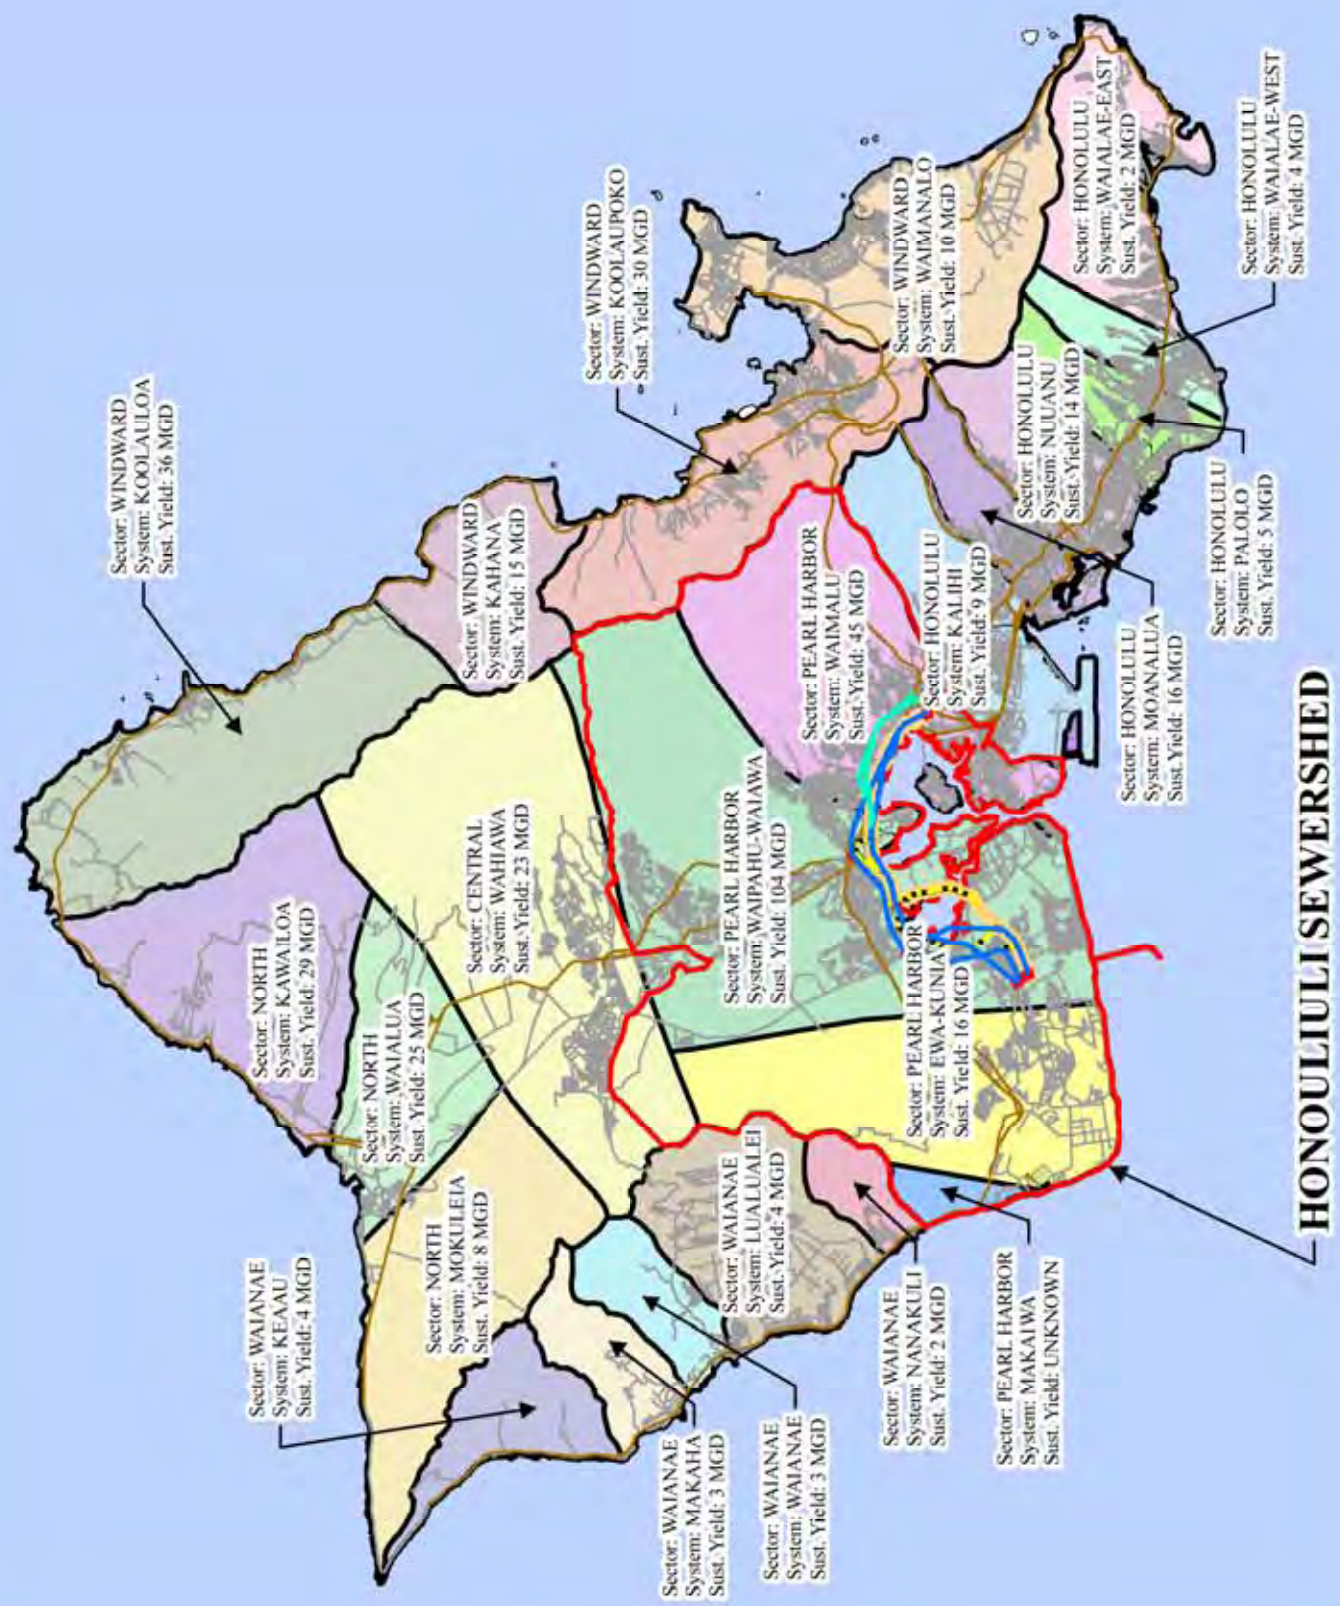 Sector: WAIANAE
System: KEAAU
Sust. Yield: 4 MGD
Sector: NORTH
System: MOKULEIA
Sust. Yield: 8 MGD
Sector: NORTH
System: WAIALUA
Sust. Yield: 25 MGD
Sector: NORTH
System: KAWAILOA
Sust. Yield: 29 MGD
Sector: WINDWARD
System: KOOLAULOA
Sust. Yield: 36 MGD
Sector: WINDWARD
System: KAHANA
Sust. Yield: 15 MGD
Sector: CENTRAL
System: WAHIAWA
Sust. Yield: 23 MGD
Sector: WINDWARD
System: KOOLAUPOKO
Sust. Yield: 30 MGD
Sector: WINDWARD
System: WAIMANALO
Sust. Yield: 10 MGD
Sector: WAIANAE
System: MAKAHA
Sust. Yield: 3 MGD
Sector: WAIANAE
System: WAIANAE
Sust. Yield: 3 MGD
Sector: WAIANAE
System: LUALUALEI
Sust. Yield: 4 MGD
Sector: WAIANAE
System: NANAKULI
Sust. Yield: 2 MGD
Sector: PEARL HARBOR
System: MAKAIWA
Sust. Yield: UNKNOWN
Sector: PEARL HARBOR
System: EWA-KUNIA
Sust. Yield: 16 MGD
Sector: PEARL HARBOR
System: WAIPAHU-WAIAWA
Sust. Yield: 104 MGD
Sector: PEARL HARBOR
System: WAIMALU
Sust. Yield: 45 MGD
Sector: HONOLULU
System: KALIHI
Sust. Yield: 9 MGD
Sector: HONOLULU
System: MOANALUA
Sust. Yield: 16 MGD
Sector: HONOLULU
System: NUUANU
Sust. Yield: 14 MGD
Sector: HONOLULU
System: PALOLO
Sust. Yield: 5 MGD
Sector: HONOLULU
System: WAIALAE-WEST
Sust. Yield: 4 MGD
Sector: HONOLULU
System: WAIALAE-EAST
Sust. Yield: 2 MGD
HONOULIULI SEWERSHED